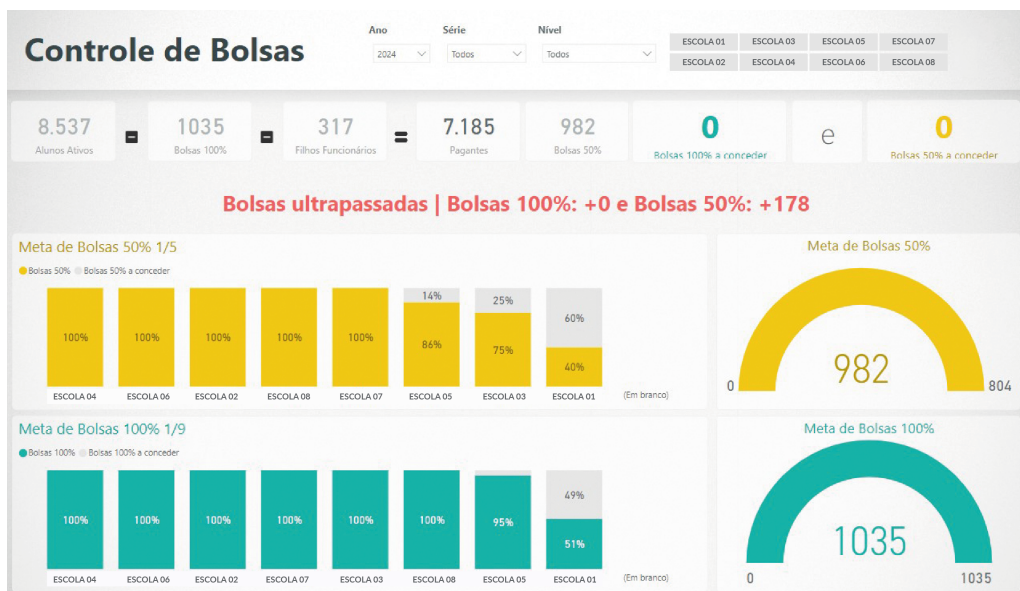 Controle de Bolsas
Ano
Série
Nível
2024
Todos
Todos
ESCOLA 01
ESCOLA 03
ESCOLA 05
ESCOLA 07
ESCOLA 02
ESCOLA 04
ESCOLA 06
ESCOLA 08
8.537
Alunos Ativos
1035
Bolsas 100%
317
Filhos Funcionários
=
7.185
Pagantes
982
Bolsas 50%
0
Bolsas 100% a conceder
e
0
Bolsas 50% a conceder
Bolsas ultrapassadas | Bolsas 100%: +0 e Bolsas 50%: +178
Meta de Bolsas 50% 1/5
Bolsas 50% Bolsas 50% a conceder
14%
25%
60%
100% 100% 100% 100% 100% 86% 75% 40%
ESCOLA 04 ESCOLA 06 ESCOLA 02 ESCOLA 08 ESCOLA 07 ESCOLA 05 ESCOLA 03 ESCOLA 01 (Em branco)
Meta de Bolsas 50%
982
0
804
Meta de Bolsas 100% 1/9
Bolsas 100% Bolsas 100% a conceder
49%
100% 100% 100% 100% 100% 100% 95% 51%
ESCOLA 04 ESCOLA 06 ESCOLA 02 ESCOLA 07 ESCOLA 03 ESCOLA 08 ESCOLA 05 ESCOLA 01 (Em branco)
Meta de Bolsas 100%
1035
0
1035